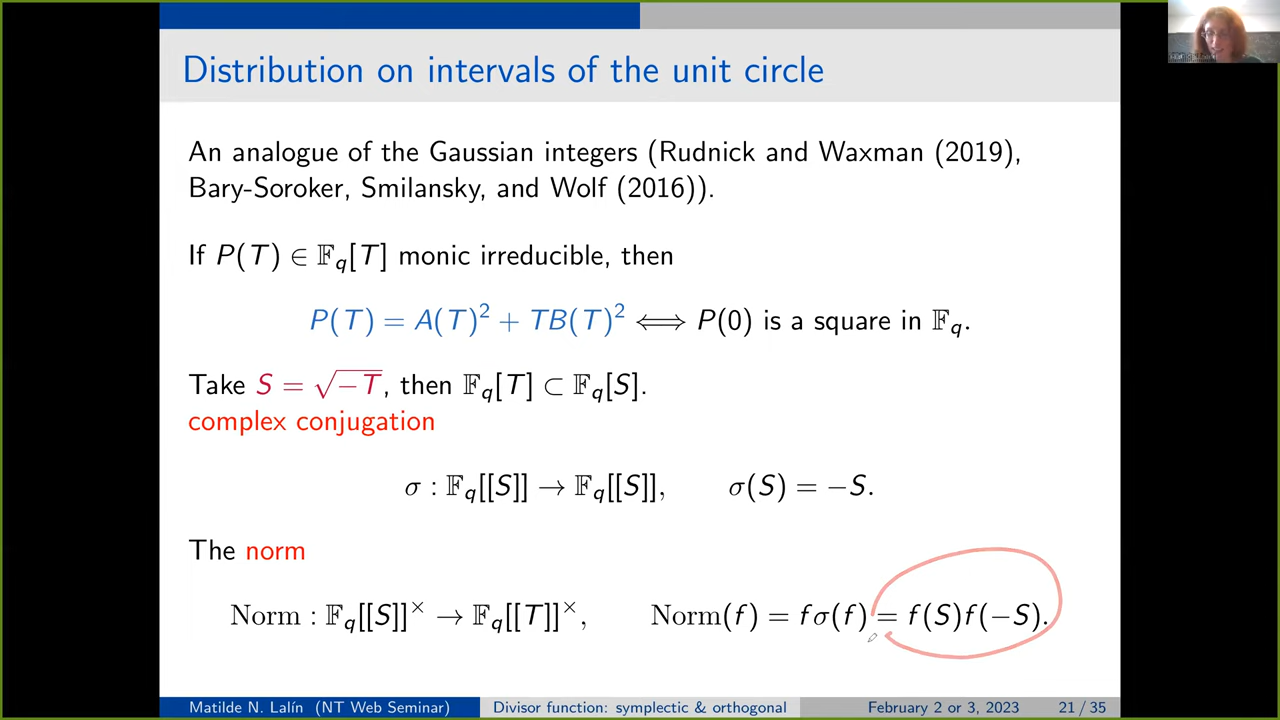 Distribution on intervals of the unit circle
An analogue of the Gaussian integers (Rudnick and Waxman (2019),
Bary-Soroker, Smilansky, and Wolf (2016)).
If P(T) ∈ 𝔽_q[T] monic irreducible, then
P(T) = A(T)² + TB(T)² ⟺ P(0) is a square in 𝔽_q.
Take S = √−T, then 𝔽_q[T] ⊂ 𝔽_q[S].
complex conjugation
σ : 𝔽_q[[S]] → 𝔽_q[[S]], σ(S) = −S.
The norm
Norm : 𝔽_q[[S]]^× → 𝔽_q[[T]]^×, Norm(f) = fσ(f) = f(S)f(−S).
Matilde N. Lalín (NT Web Seminar) Divisor function: symplectic & orthogonal February 2 or 3, 2023 21 / 35